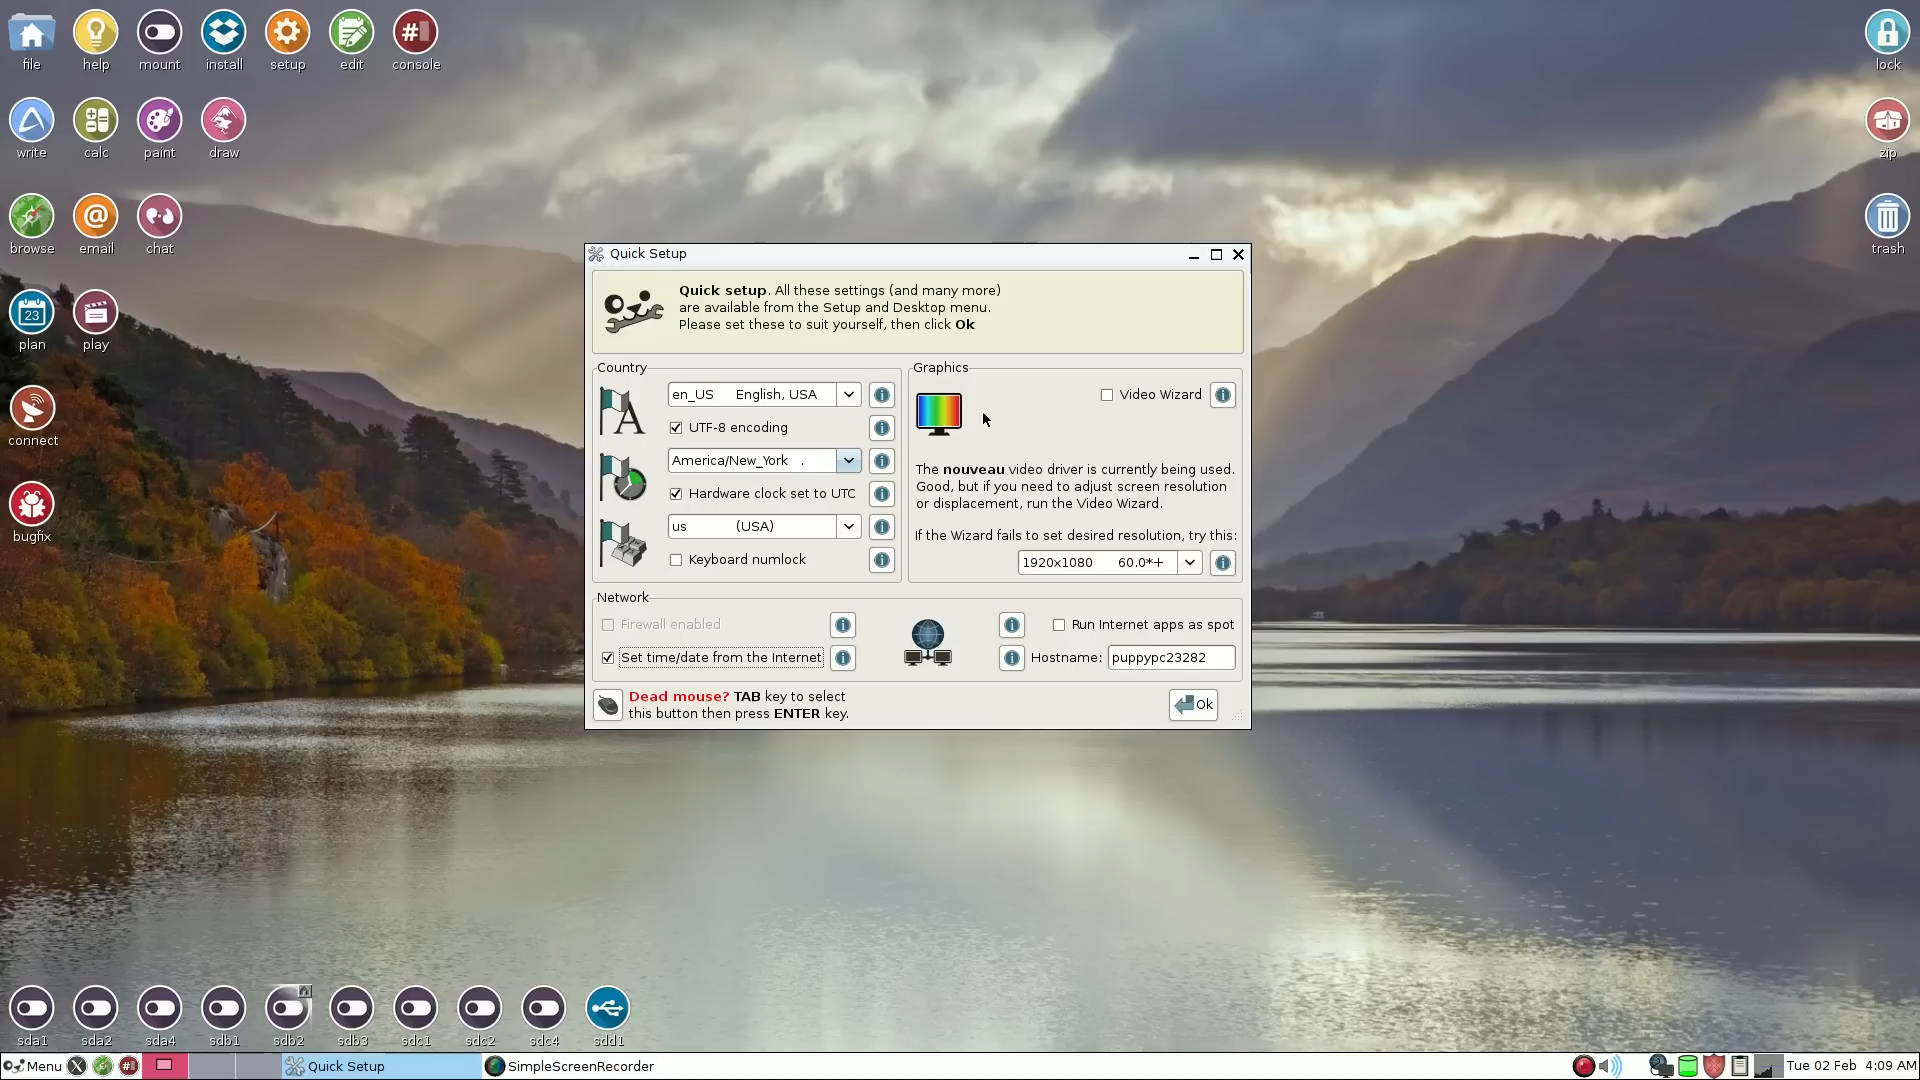 file
help
mount
install
setup
edit
console
lock
write
calc
paint
draw
zip
browse
email
chat
trash
23
plan
play
connect
bugfix
Quick Setup
Quick setup. All these settings (and many more)
are available from the Setup and Desktop menu.
Please set these to suit yourself, then click Ok
Country
en_US English, USA
UTF-8 encoding
America/New_York .
Hardware clock set to UTC
us (USA)
Keyboard numlock
Graphics
Video Wizard
The nouveau video driver is currently being used.
Good, but if you need to adjust screen resolution
or displacement, run the Video Wizard.
If the Wizard fails to set desired resolution, try this:
1920x1080 60.0*+
Network
Firewall enabled
Run Internet apps as spot
Set time/date from the Internet
Hostname: puppypc23282
Dead mouse? TAB key to select
this button then press ENTER key.
Ok
sda1
sda2
sda4
sdb1
sdb2
sdb3
sdc1
sdc2
sdc4
sdd1
Menu
Quick Setup
SimpleScreenRecorder
Tue 02 Feb 4:09 AM